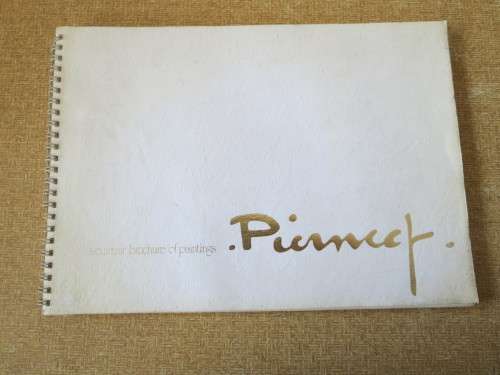 souvenir brochure of paintings .Pierneef.